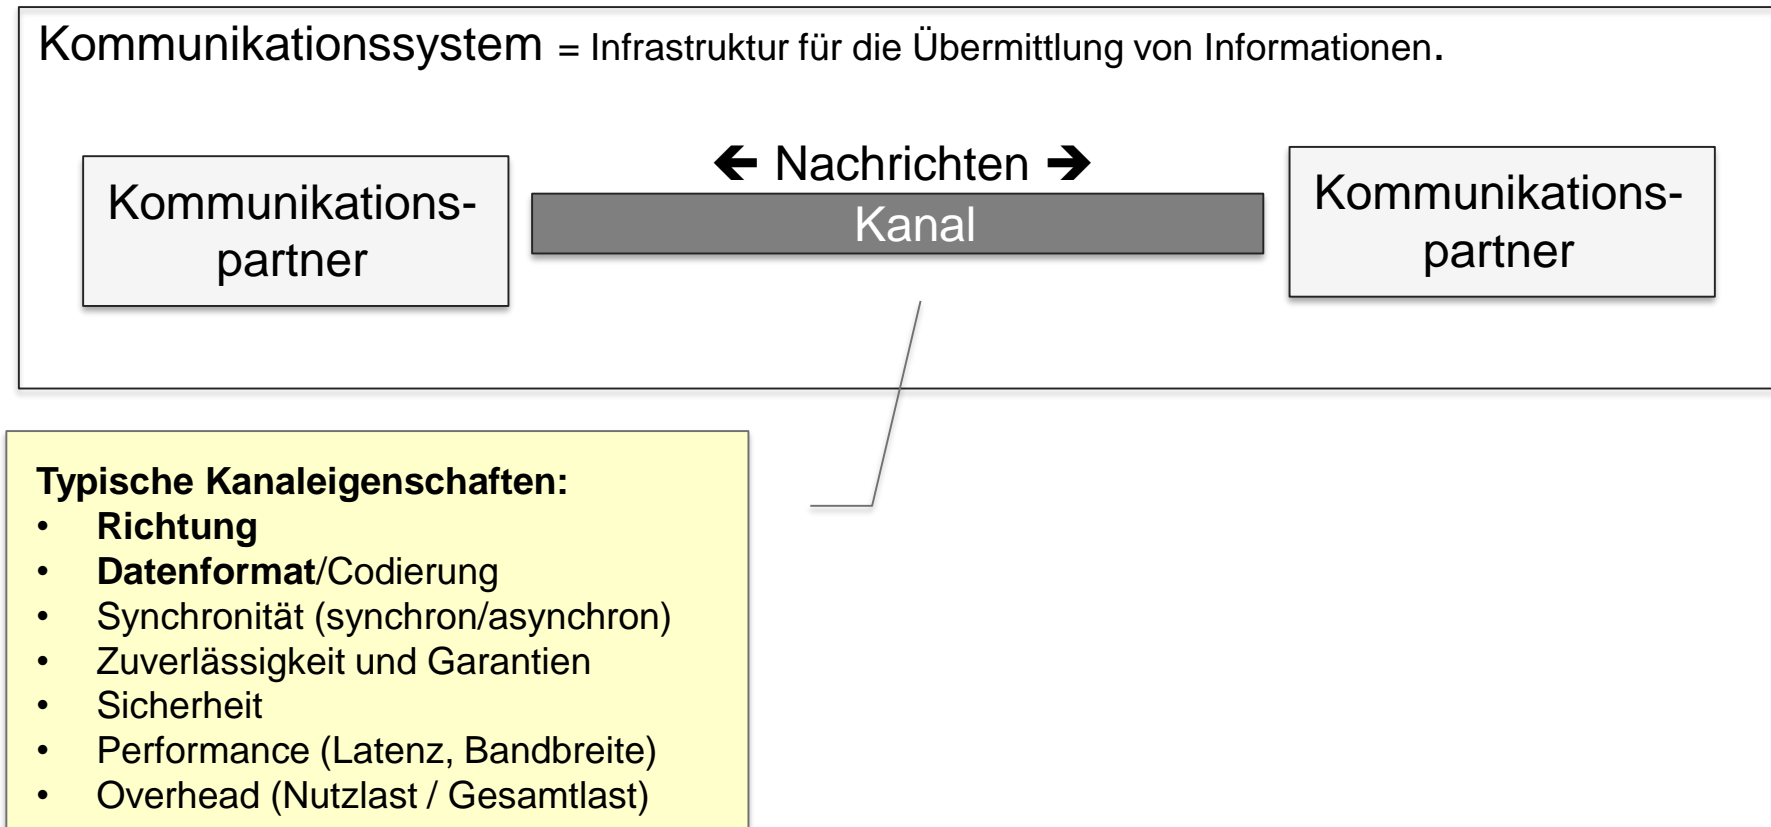 Kommunikationssystem = Infrastruktur für die Übermittlung von Informationen.
🡸 Nachrichten 🡺
Kommunikations-
partner
Kanal
Kommunikations-
partner
Typische Kanaleigenschaften:
• Richtung
• Datenformat/Codierung
• Synchronität (synchron/asynchron)
• Zuverlässigkeit und Garantien
• Sicherheit
• Performance (Latenz, Bandbreite)
• Overhead (Nutzlast / Gesamtlast)